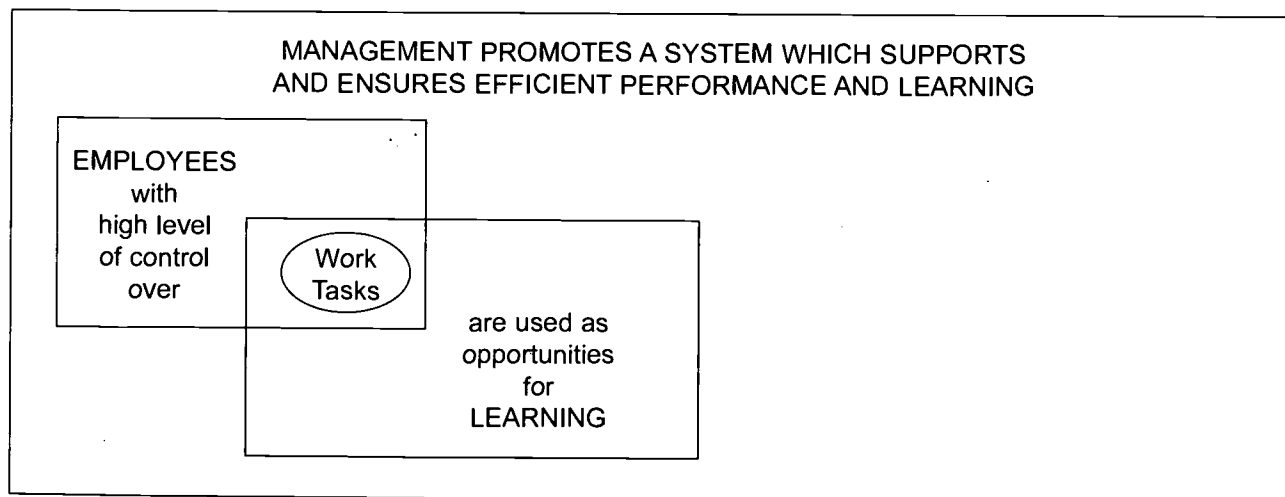 MANAGEMENT PROMOTES A SYSTEM WHICH SUPPORTS
AND ENSURES EFFICIENT PERFORMANCE AND LEARNING
EMPLOYEES
with
high level
of control
over
Work
Tasks
are used as
opportunities
for
LEARNING